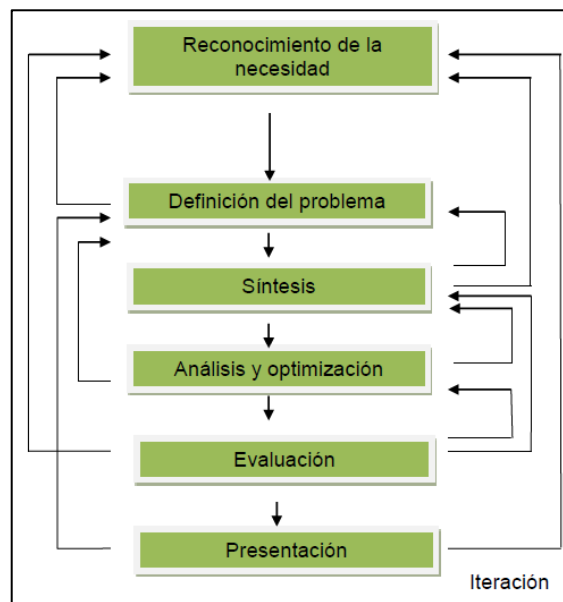 Reconocimiento de la
necesidad
Definición del problema
Síntesis
Análisis y optimización
Evaluación
Presentación
Iteración